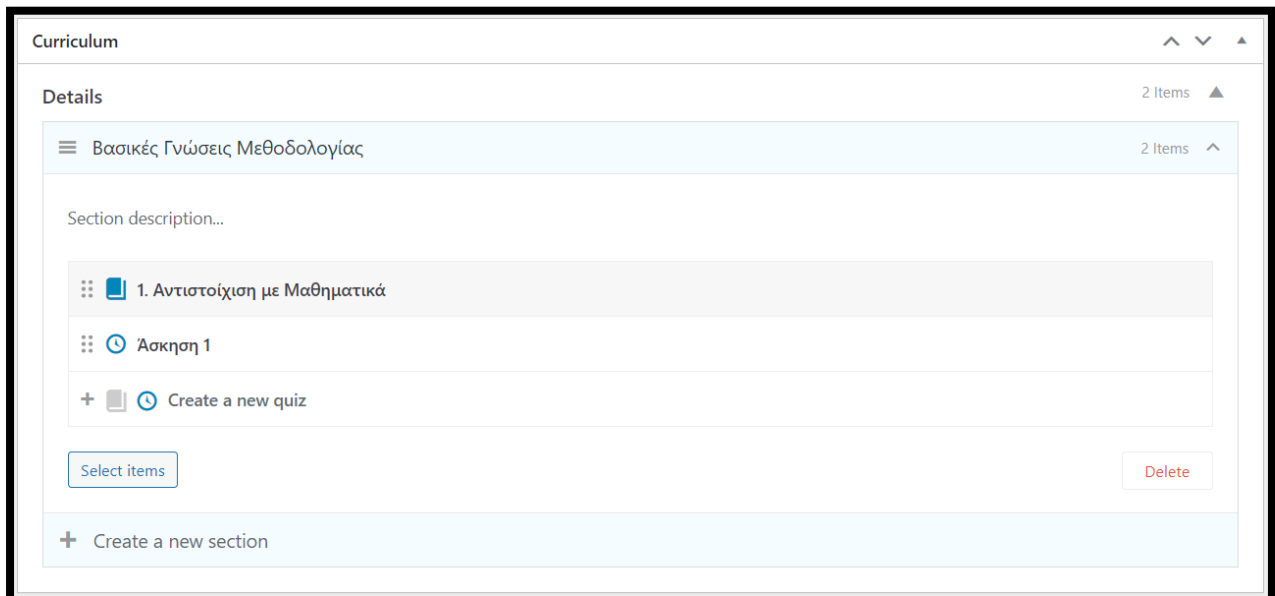 Curriculum
Details
2 Items
Βασικές Γνώσεις Μεθοδολογίας
2 Items
Section description...
1. Αντιστοίχιση με Μαθηματικά
Άσκηση 1
Create a new quiz
Select items
Delete
Create a new section